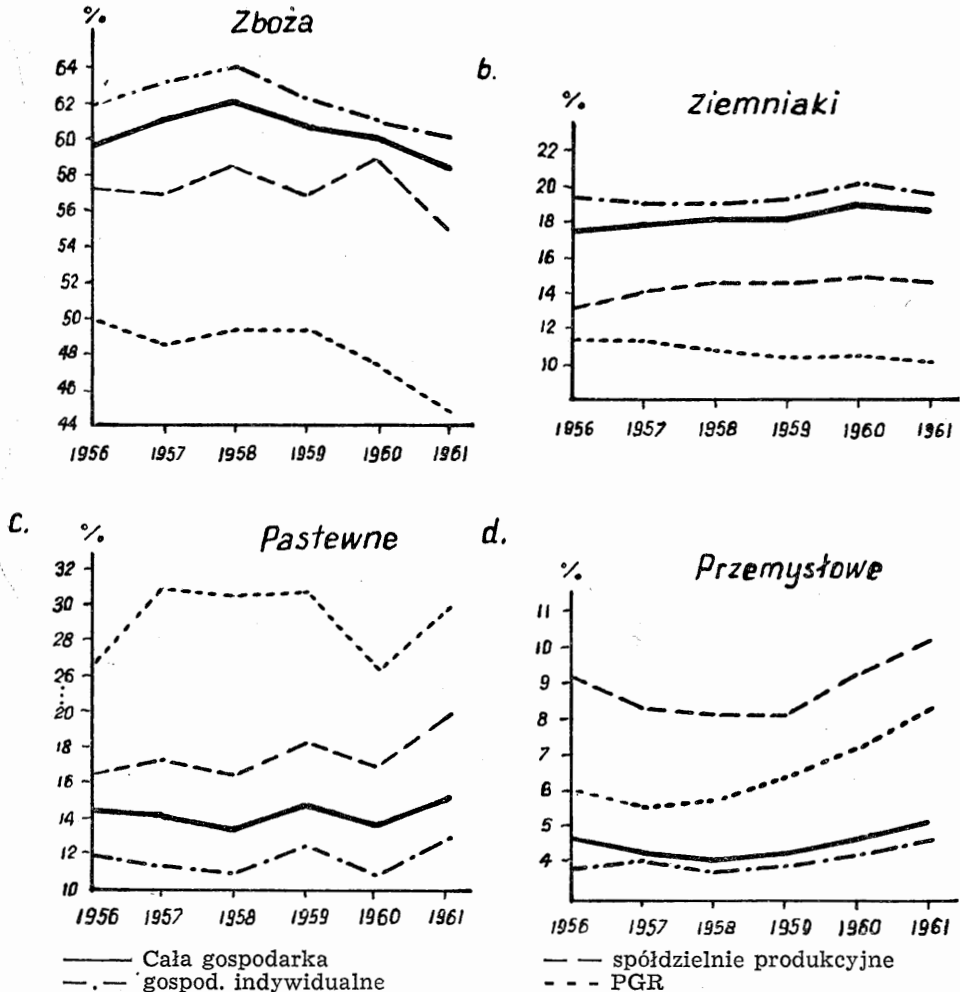 %
Zboża
64
62
60
58
56
54
52
50
48
46
44
1956 1957 1958 1959 1960 1961
b.
%
Ziemniaki
22
20
18
16
14
12
10
1956 1957 1958 1959 1960 1961
c.
%
Pastewne
32
30
28
26
20
18
16
14
12
10
1956 1957 1958 1959 1960 1961
d.
%
Przemysłowe
11
10
9
8
7
6
5
4
1956 1957 1958 1959 1960 1961
Cała gospodarka
gospod. indywidualne
spółdzielnie produkcyjne
PGR